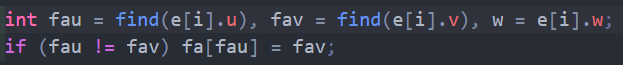 int fau = find(e[i].u), fav = find(e[i].v), w = e[i].w;
if (fau != fav) fa[fau] = fav;